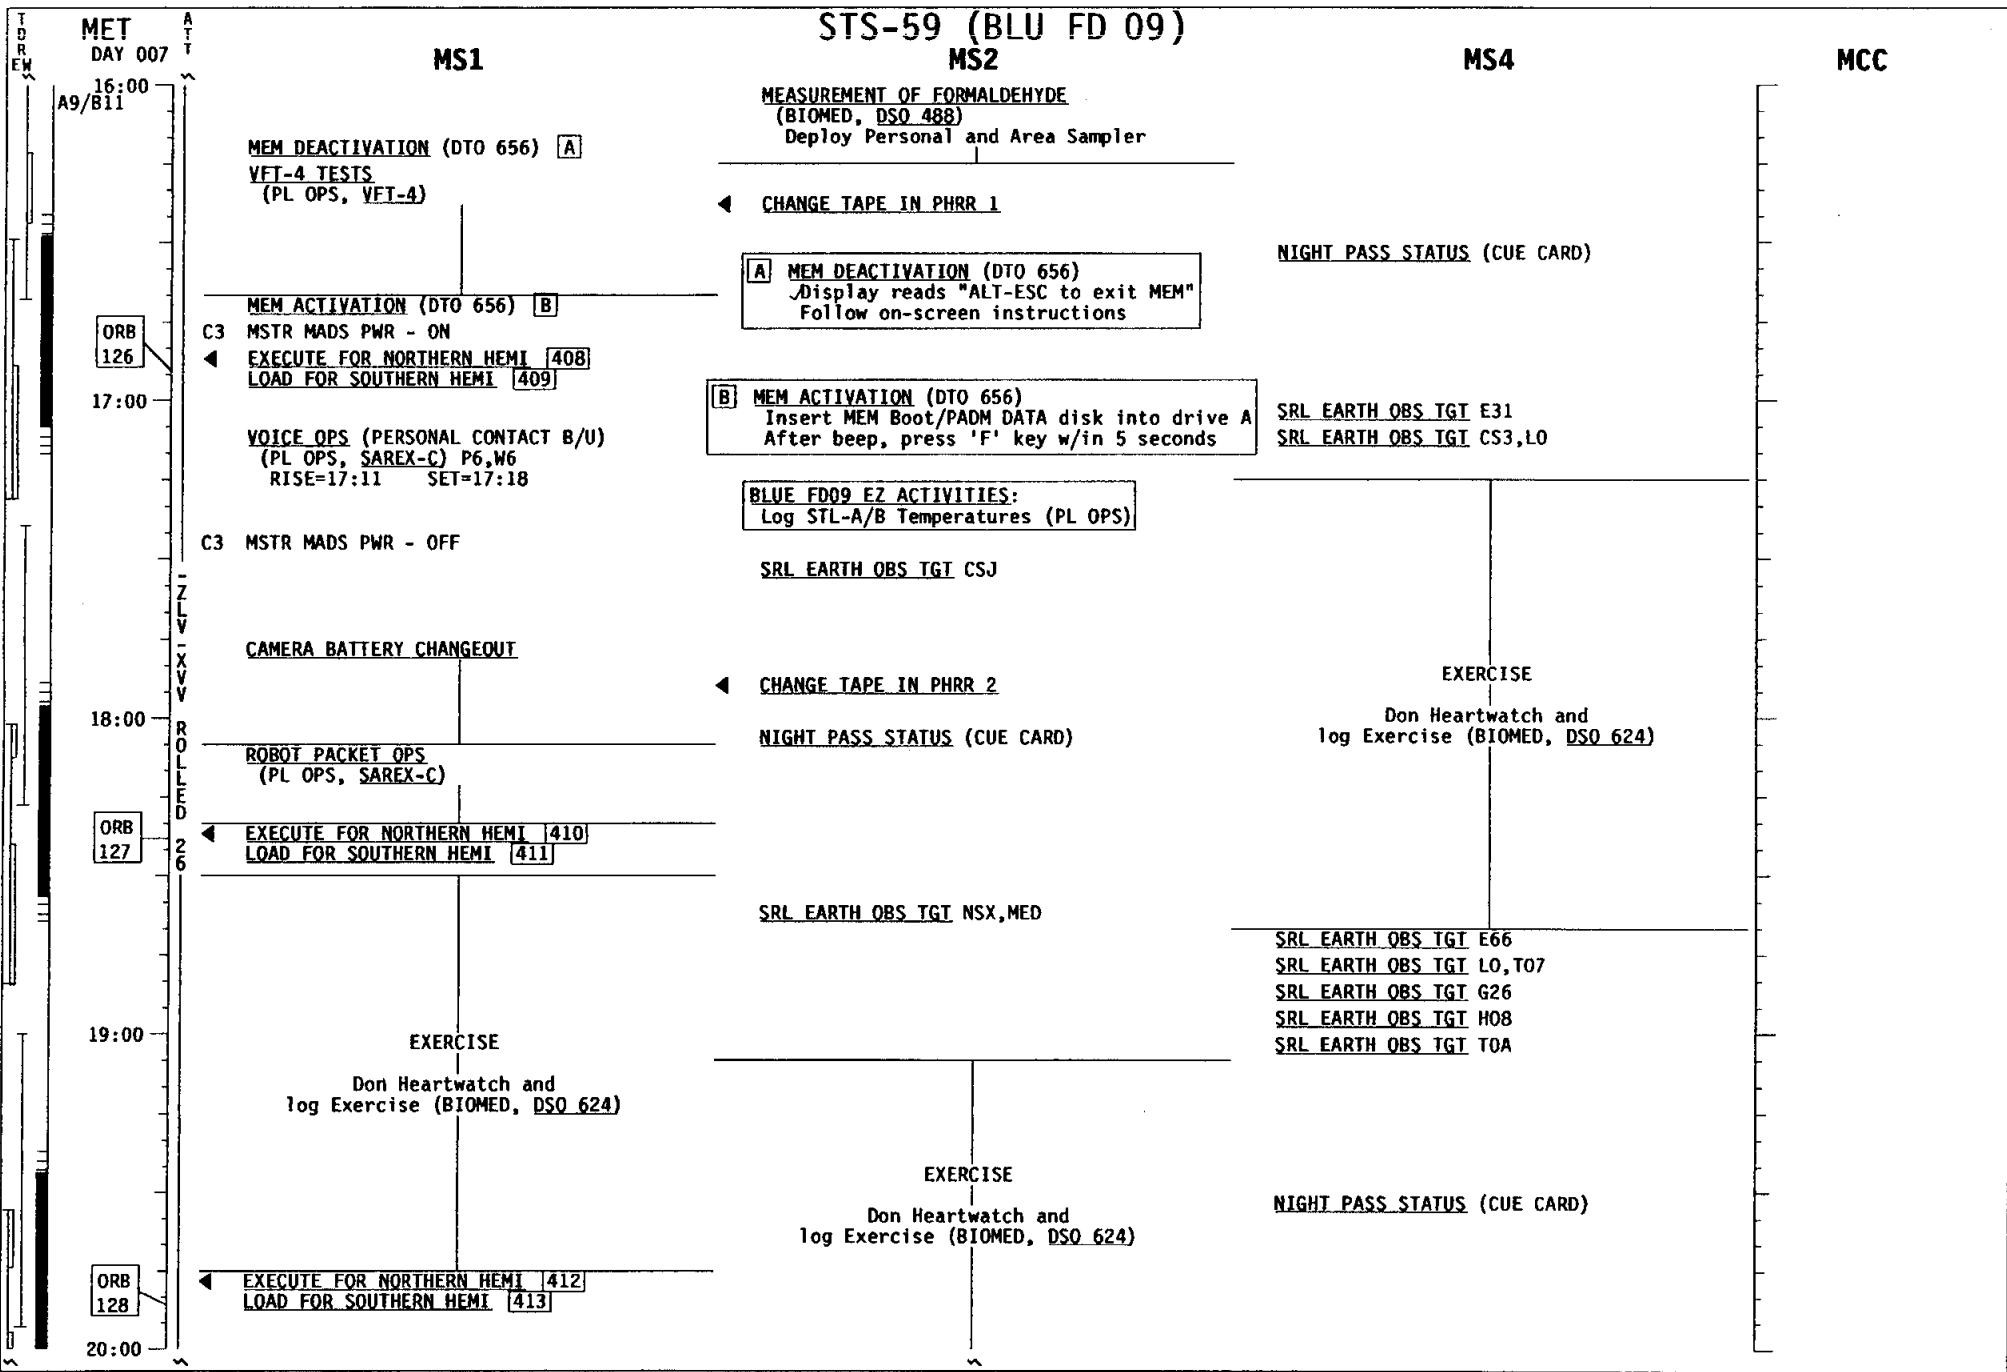 STS-59 (BLU FD 09)
TDR
E W
MET
DAY 007
ATT
MS1
MS2
MS4
MCC
16:00
A9/B11
ORB
126
17:00
18:00
ORB
127
19:00
ORB
128
20:00
-ZLV -XVV ROLLED 26
MEM DEACTIVATION (DTO 656) A
VFT-4 TESTS
(PL OPS, VFT-4)
MEM ACTIVATION (DTO 656) B
C3 MSTR MADS PWR - ON
◀ EXECUTE FOR NORTHERN HEMI 408
LOAD FOR SOUTHERN HEMI 409
VOICE OPS (PERSONAL CONTACT B/U)
(PL OPS, SAREX-C) P6,W6
RISE=17:11 SET=17:18
C3 MSTR MADS PWR - OFF
CAMERA BATTERY CHANGEOUT
ROBOT PACKET OPS
(PL OPS, SAREX-C)
◀ EXECUTE FOR NORTHERN HEMI 410
LOAD FOR SOUTHERN HEMI 411
EXERCISE
Don Heartwatch and
log Exercise (BIOMED, DSO 624)
◀ EXECUTE FOR NORTHERN HEMI 412
LOAD FOR SOUTHERN HEMI 413
MEASUREMENT OF FORMALDEHYDE
(BIOMED, DSO 488)
Deploy Personal and Area Sampler
◀ CHANGE TAPE IN PHRR 1
A MEM DEACTIVATION (DTO 656)
✓Display reads "ALT-ESC to exit MEM"
Follow on-screen instructions
B MEM ACTIVATION (DTO 656)
Insert MEM Boot/PADM DATA disk into drive A
After beep, press 'F' key w/in 5 seconds
BLUE FD09 EZ ACTIVITIES:
Log STL-A/B Temperatures (PL OPS)
SRL EARTH OBS TGT CSJ
◀ CHANGE TAPE IN PHRR 2
NIGHT PASS STATUS (CUE CARD)
SRL EARTH OBS TGT NSX,MED
EXERCISE
Don Heartwatch and
log Exercise (BIOMED, DSO 624)
NIGHT PASS STATUS (CUE CARD)
SRL EARTH OBS TGT E31
SRL EARTH OBS TGT CS3,LO
EXERCISE
Don Heartwatch and
log Exercise (BIOMED, DSO 624)
SRL EARTH OBS TGT E66
SRL EARTH OBS TGT LO,T07
SRL EARTH OBS TGT G26
SRL EARTH OBS TGT H08
SRL EARTH OBS TGT TOA
NIGHT PASS STATUS (CUE CARD)